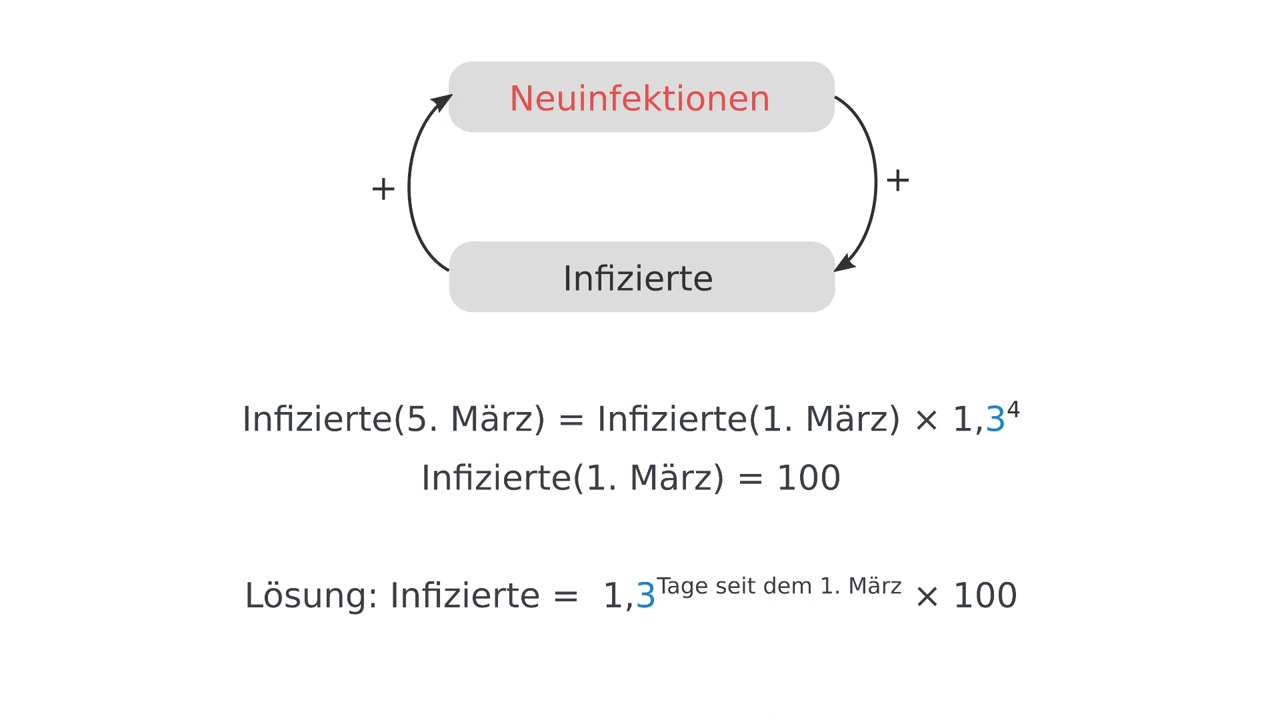 Neuinfektionen
+ +
Infizierte
Infizierte(5. März) = Infizierte(1. März) × 1,3⁴
Infizierte(1. März) = 100
Lösung: Infizierte = 1,3^Tage seit dem 1. März × 100